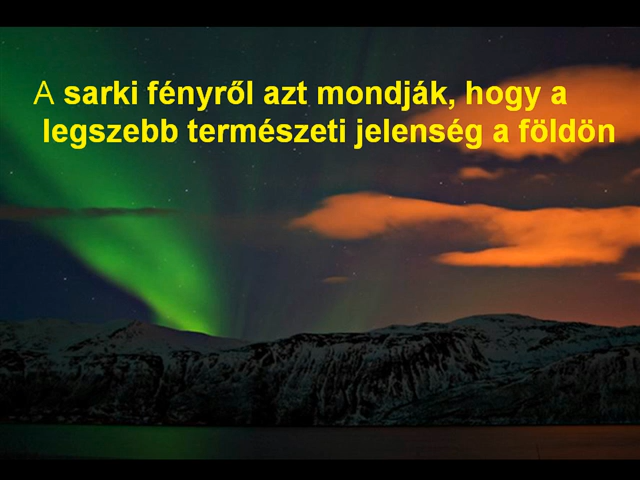 A sarki fényről azt mondják, hogy a
legszebb természeti jelenség a földön